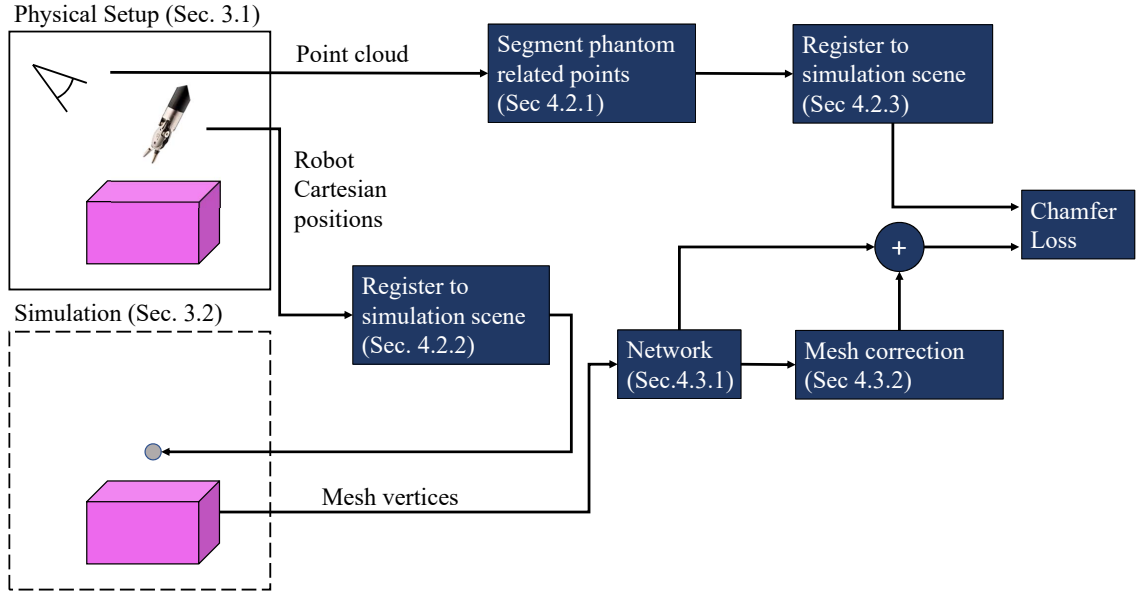 Physical Setup (Sec. 3.1)
Point cloud
Segment phantom
related points
(Sec 4.2.1)
Register to
simulation scene
(Sec 4.2.3)
Robot
Cartesian
positions
Chamfer
Loss
+
Register to
simulation scene
(Sec. 4.2.2)
Simulation (Sec. 3.2)
Network
(Sec.4.3.1)
Mesh correction
(Sec 4.3.2)
Mesh vertices